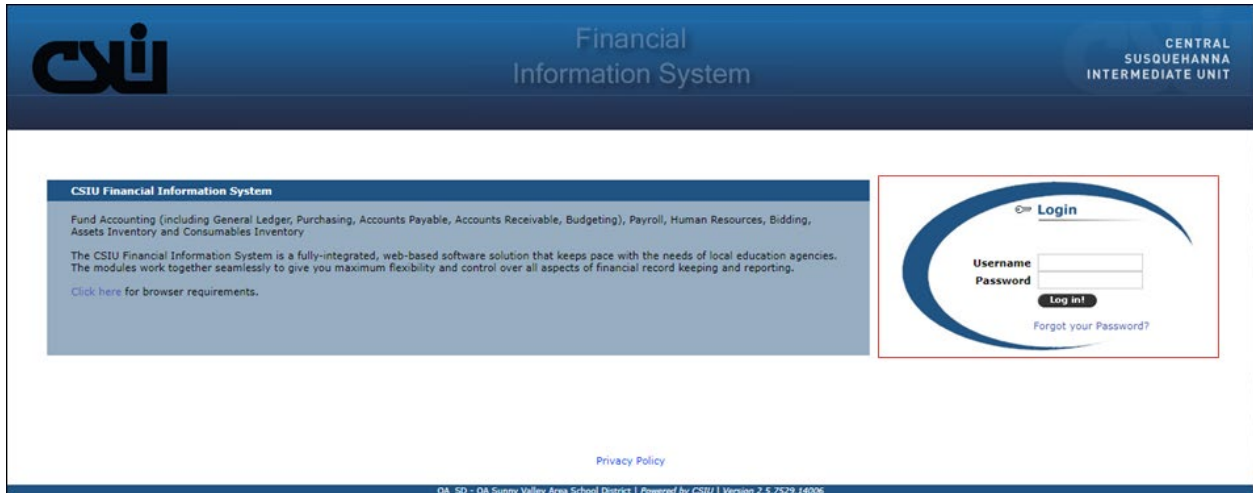 CSIU
Financial
Information System
CENTRAL
SUSQUEHANNA
INTERMEDIATE UNIT
CSIU Financial Information System
Fund Accounting (including General Ledger, Purchasing, Accounts Payable, Accounts Receivable, Budgeting), Payroll, Human Resources, Bidding,
Assets Inventory and Consumables Inventory
The CSIU Financial Information System is a fully-integrated, web-based software solution that keeps pace with the needs of local education agencies.
The modules work together seamlessly to give you maximum flexibility and control over all aspects of financial record keeping and reporting.
Click here for browser requirements.
Login
Username
Password
Log in!
Forgot your Password?
Privacy Policy
QA_SD - QA Sunny Valley Area School District | Powered by CSIU | Version 2.5.7529.14006